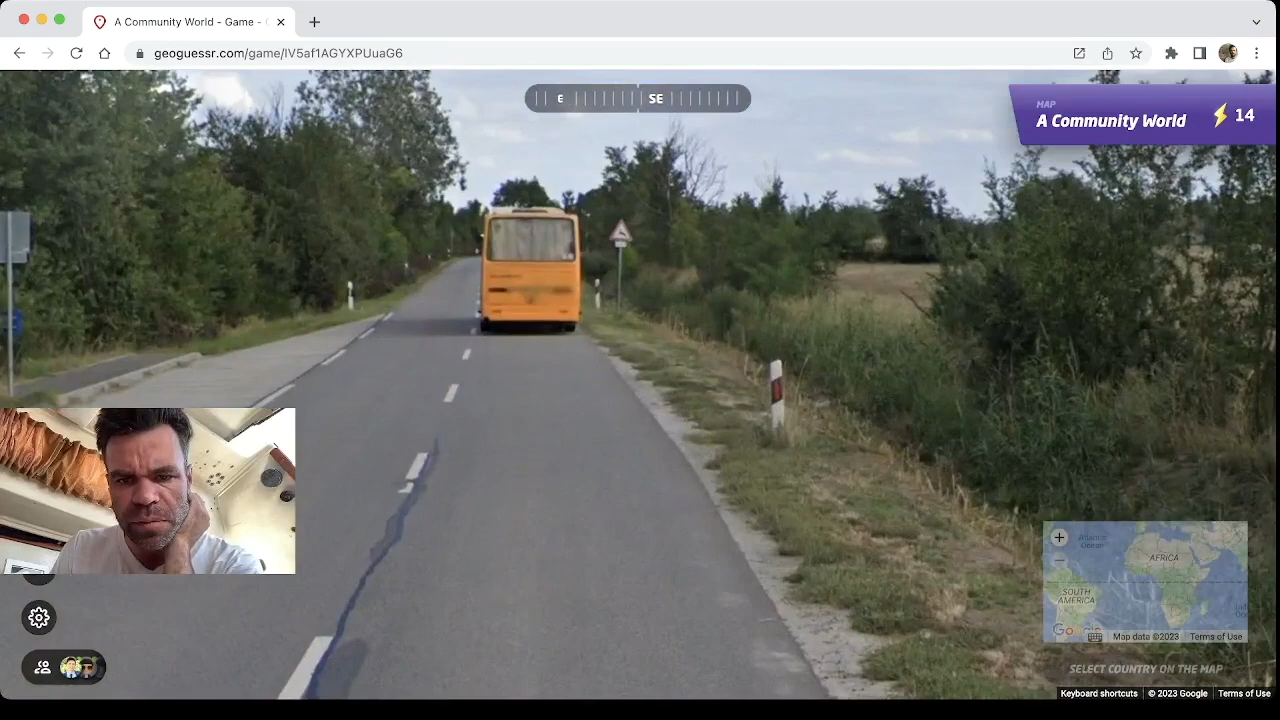 A Community World - Game -
geoguessr.com/game/IV5af1AGYXPUuaG6
E SE
MAP
A Community World
14
Atlantic
Ocean
AFRICA
SOUTH
AMERICA
Google
Map data ©2023 Terms of Use
SELECT COUNTRY ON THE MAP
Keyboard shortcuts © 2023 Google Terms of Use